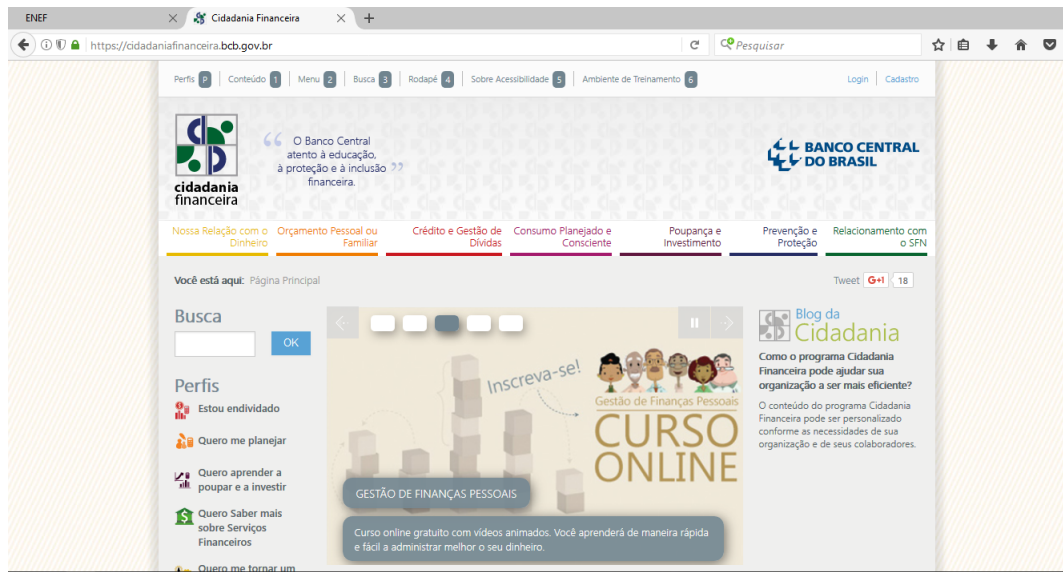 ENEF
Cidadania Financeira
https://cidadaniafinanceira.bcb.gov.br
Pesquisar
Perfis P Conteúdo 1 Menu 2 Busca 3 Rodapé 4 Sobre Acessibilidade 5 Ambiente de Treinamento 6
Login Cadastro
cidadania
financeira
“ O Banco Central
atento à educação,
à proteção e à inclusão ”
financeira.
BANCO CENTRAL
DO BRASIL
Nossa Relação com o
Dinheiro
Orçamento Pessoal ou
Familiar
Crédito e Gestão de
Dívidas
Consumo Planejado e
Consciente
Poupança e
Investimento
Prevenção e
Proteção
Relacionamento com
o SFN
Você está aqui: Página Principal
Tweet G+1 18
Busca
OK
Perfis
Estou endividado
Quero me planejar
Quero aprender a
poupar e a investir
Quero Saber mais
sobre Serviços
Financeiros
Quero me tornar um
Inscreva-se!
Gestão de Finanças Pessoais
CURSO
ONLINE
GESTÃO DE FINANÇAS PESSOAIS
Curso online gratuito com vídeos animados. Você aprenderá de maneira rápida
e fácil a administrar melhor o seu dinheiro.
Blog da
Cidadania
Como o programa Cidadania
Financeira pode ajudar sua
organização a ser mais eficiente?
O conteúdo do programa Cidadania
Financeira pode ser personalizado
conforme as necessidades de sua
organização e de seus colaboradores.